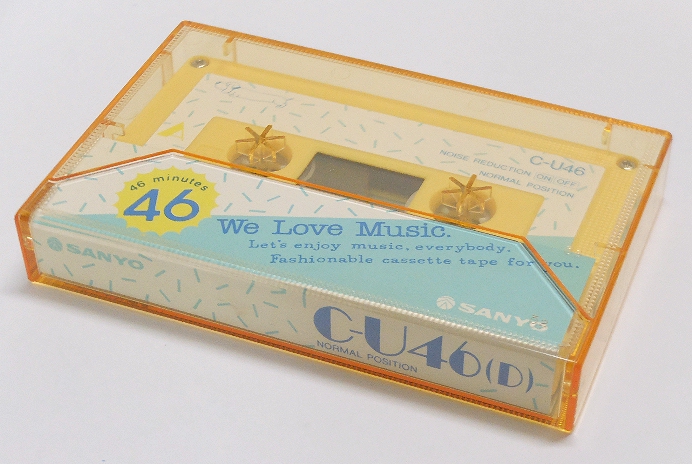 C-U46
NOISE REDUCTION ON OFF
NORMAL POSITION
46 minutes
46
We Love Music.
Let's enjoy music, everybody.
Fashionable cassette tape for you.
SANYO
SANYO
C-U46(D)
NORMAL POSITION